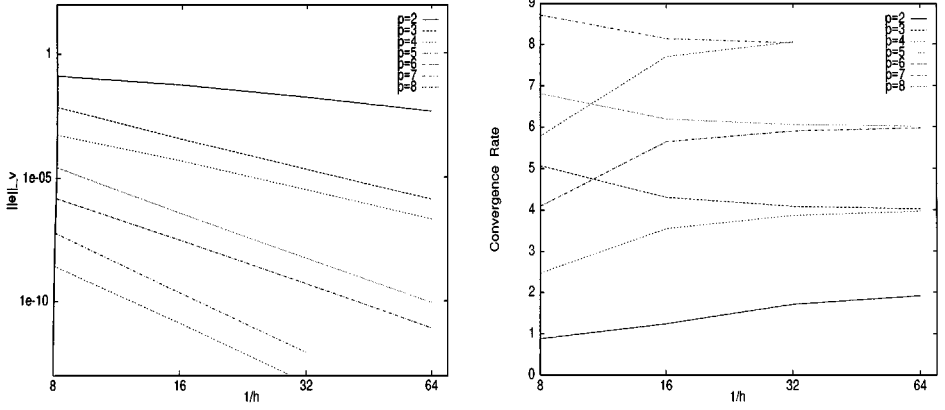 p=2
p=3
p=4
p=5
p=6
p=7
p=8
1
1e-05
1e-10
||e||_v
8
16
32
64
1/h
p=2
p=3
p=4
p=5
p=6
p=7
p=8
9
8
7
6
5
4
3
2
1
0
Convergence Rate
8
16
32
64
1/h